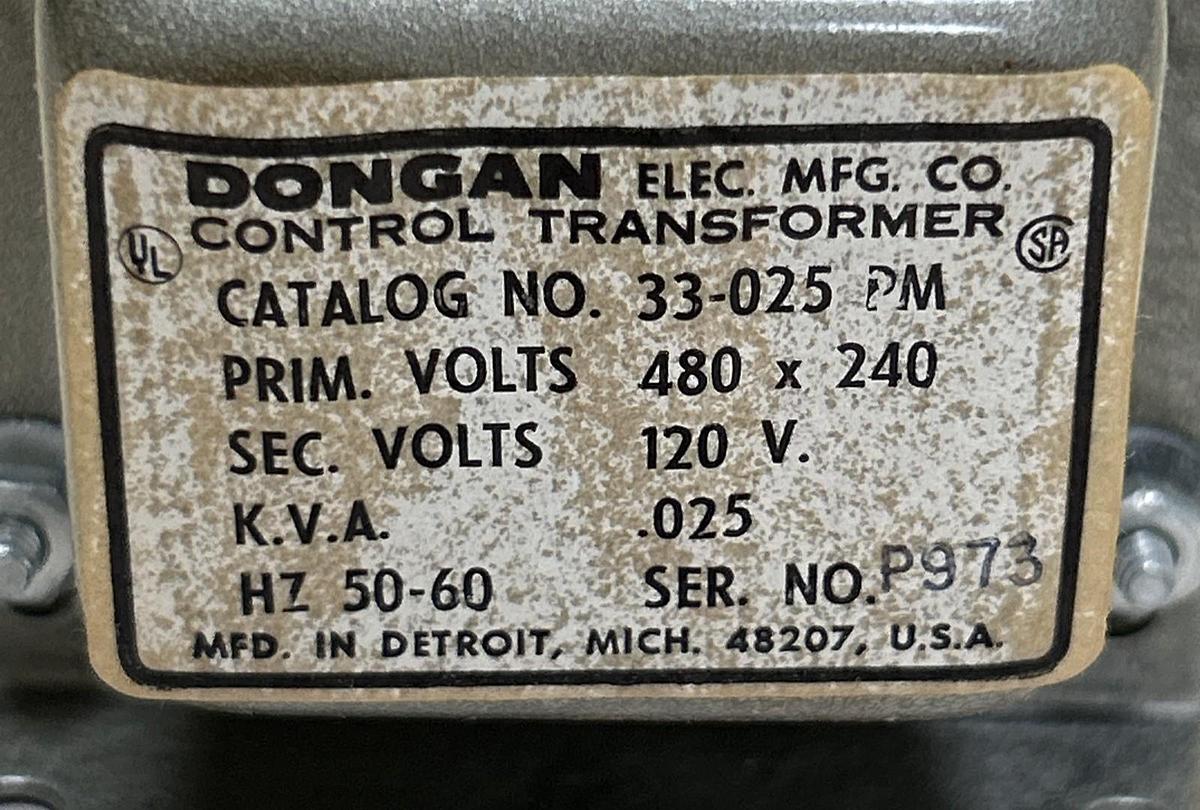 DONGAN ELEC. MFG. CO.
UL CONTROL TRANSFORMER SA
CATALOG NO. 33-025 PM
PRIM. VOLTS 480 x 240
SEC. VOLTS 120 V.
K.V.A. .025
HZ 50-60 SER. NO. P973
MFD. IN DETROIT, MICH. 48207, U.S.A.